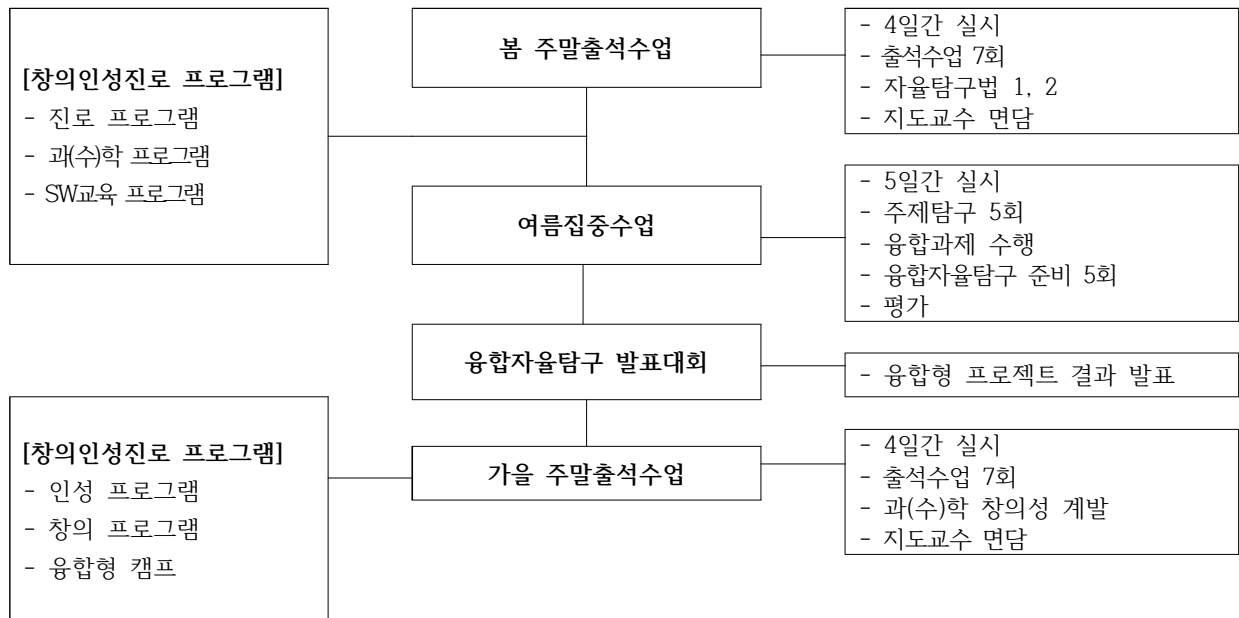 봄 주말출석수업
- 4일간 실시
- 출석수업 7회
- 자율탐구법 1, 2
- 지도교수 면담
[창의인성진로 프로그램]
- 진로 프로그램
- 과(수)학 프로그램
- SW교육 프로그램
여름집중수업
- 5일간 실시
- 주제탐구 5회
- 융합과제 수행
- 융합자율탐구 준비 5회
- 평가
융합자율탐구 발표대회
- 융합형 프로젝트 결과 발표
[창의인성진로 프로그램]
- 인성 프로그램
- 창의 프로그램
- 융합형 캠프
가을 주말출석수업
- 4일간 실시
- 출석수업 7회
- 과(수)학 창의성 계발
- 지도교수 면담